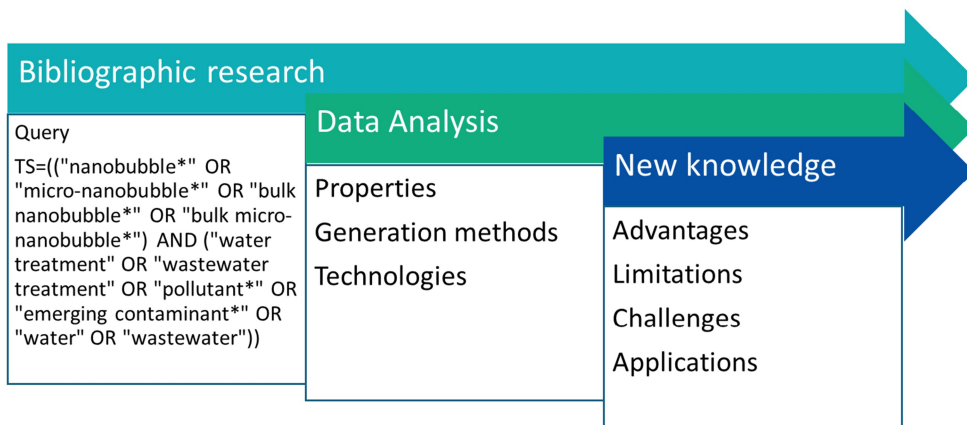 Bibliographic research
Query
TS=(("nanobubble*" OR
"micro-nanobubble*" OR "bulk
nanobubble*" OR "bulk micro-
nanobubble*") AND ("water
treatment" OR "wastewater
treatment" OR "pollutant*" OR
"emerging contaminant*" OR
"water" OR "wastewater"))
Data Analysis
Properties
Generation methods
Technologies
New knowledge
Advantages
Limitations
Challenges
Applications